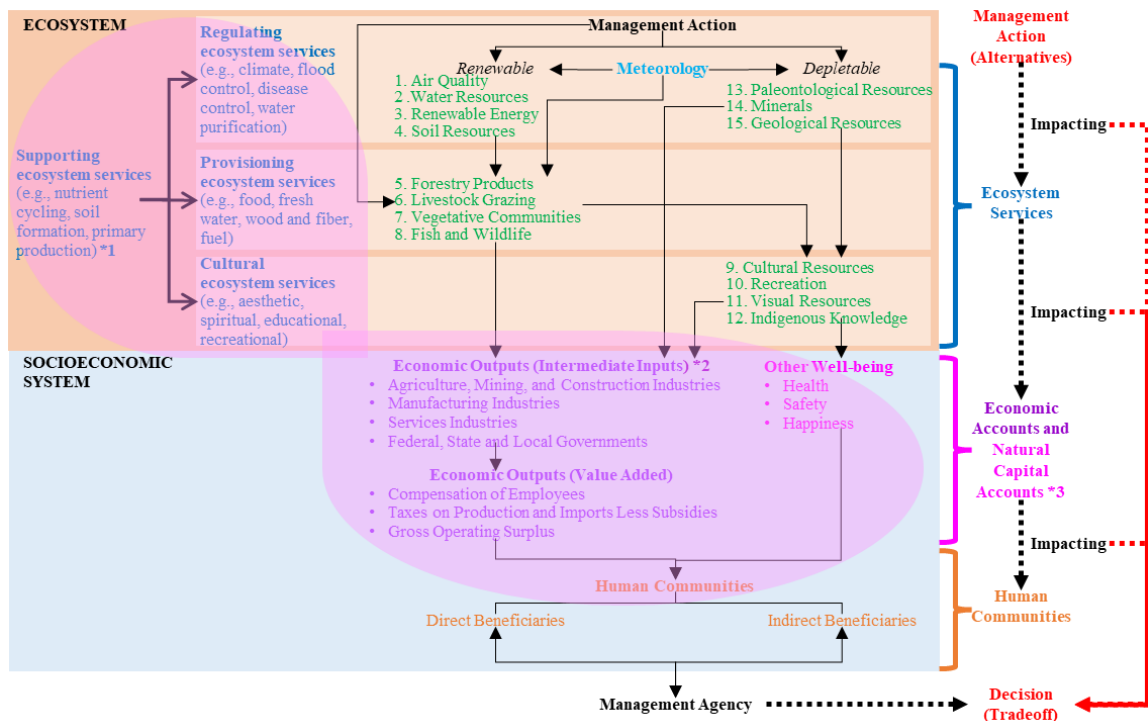 ECOSYSTEM
Regulating
ecosystem services
(e.g., climate, flood
control, disease
control, water
purification)
Supporting
ecosystem services
(e.g., nutrient
cycling, soil
formation, primary
production) *1
Provisioning
ecosystem services
(e.g., food, fresh
water, wood and fiber,
fuel)
Cultural
ecosystem services
(e.g., aesthetic,
spiritual, educational,
recreational)
Management Action
Renewable
Meteorology
Depletable
1. Air Quality
2. Water Resources
3. Renewable Energy
4. Soil Resources
13. Paleontological Resources
14. Minerals
15. Geological Resources
5. Forestry Products
6. Livestock Grazing
7. Vegetative Communities
8. Fish and Wildlife
9. Cultural Resources
10. Recreation
11. Visual Resources
12. Indigenous Knowledge
SOCIOECONOMIC
SYSTEM
Economic Outputs (Intermediate Inputs) *2
• Agriculture, Mining, and Construction Industries
• Manufacturing Industries
• Services Industries
• Federal, State and Local Governments
Other Well-being
• Health
• Safety
• Happiness
Economic Outputs (Value Added)
• Compensation of Employees
• Taxes on Production and Imports Less Subsidies
• Gross Operating Surplus
Human Communities
Direct Beneficiaries
Indirect Beneficiaries
Management Agency
Management
Action
(Alternatives)
Impacting
Ecosystem
Services
Impacting
Economic
Accounts and
Natural
Capital
Accounts *3
Impacting
Human
Communities
Decision
(Tradeoff)